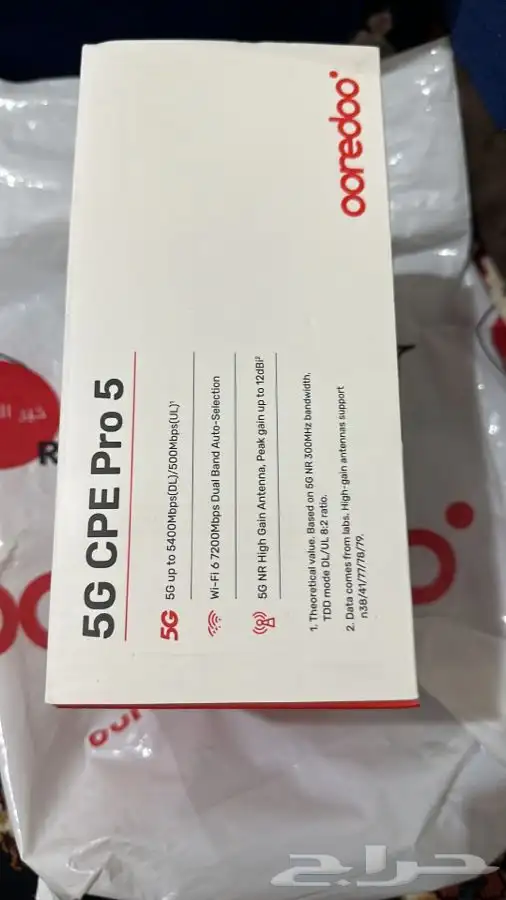 ooredoo
5G CPE Pro 5
5G 5G up to 5400Mbps(DL)/500Mbps(UL)¹
Wi-Fi 6 7200Mbps Dual Band Auto-Selection
5G NR High Gain Antenna, Peak gain up to 12dBi²
1. Theoretical value. Based on 5G NR 300MHz bandwidth,
TDD mode DL/UL 8:2 ratio.
2. Data comes from labs. High-gain antennas support
n38/41/77/78/79.
حراج